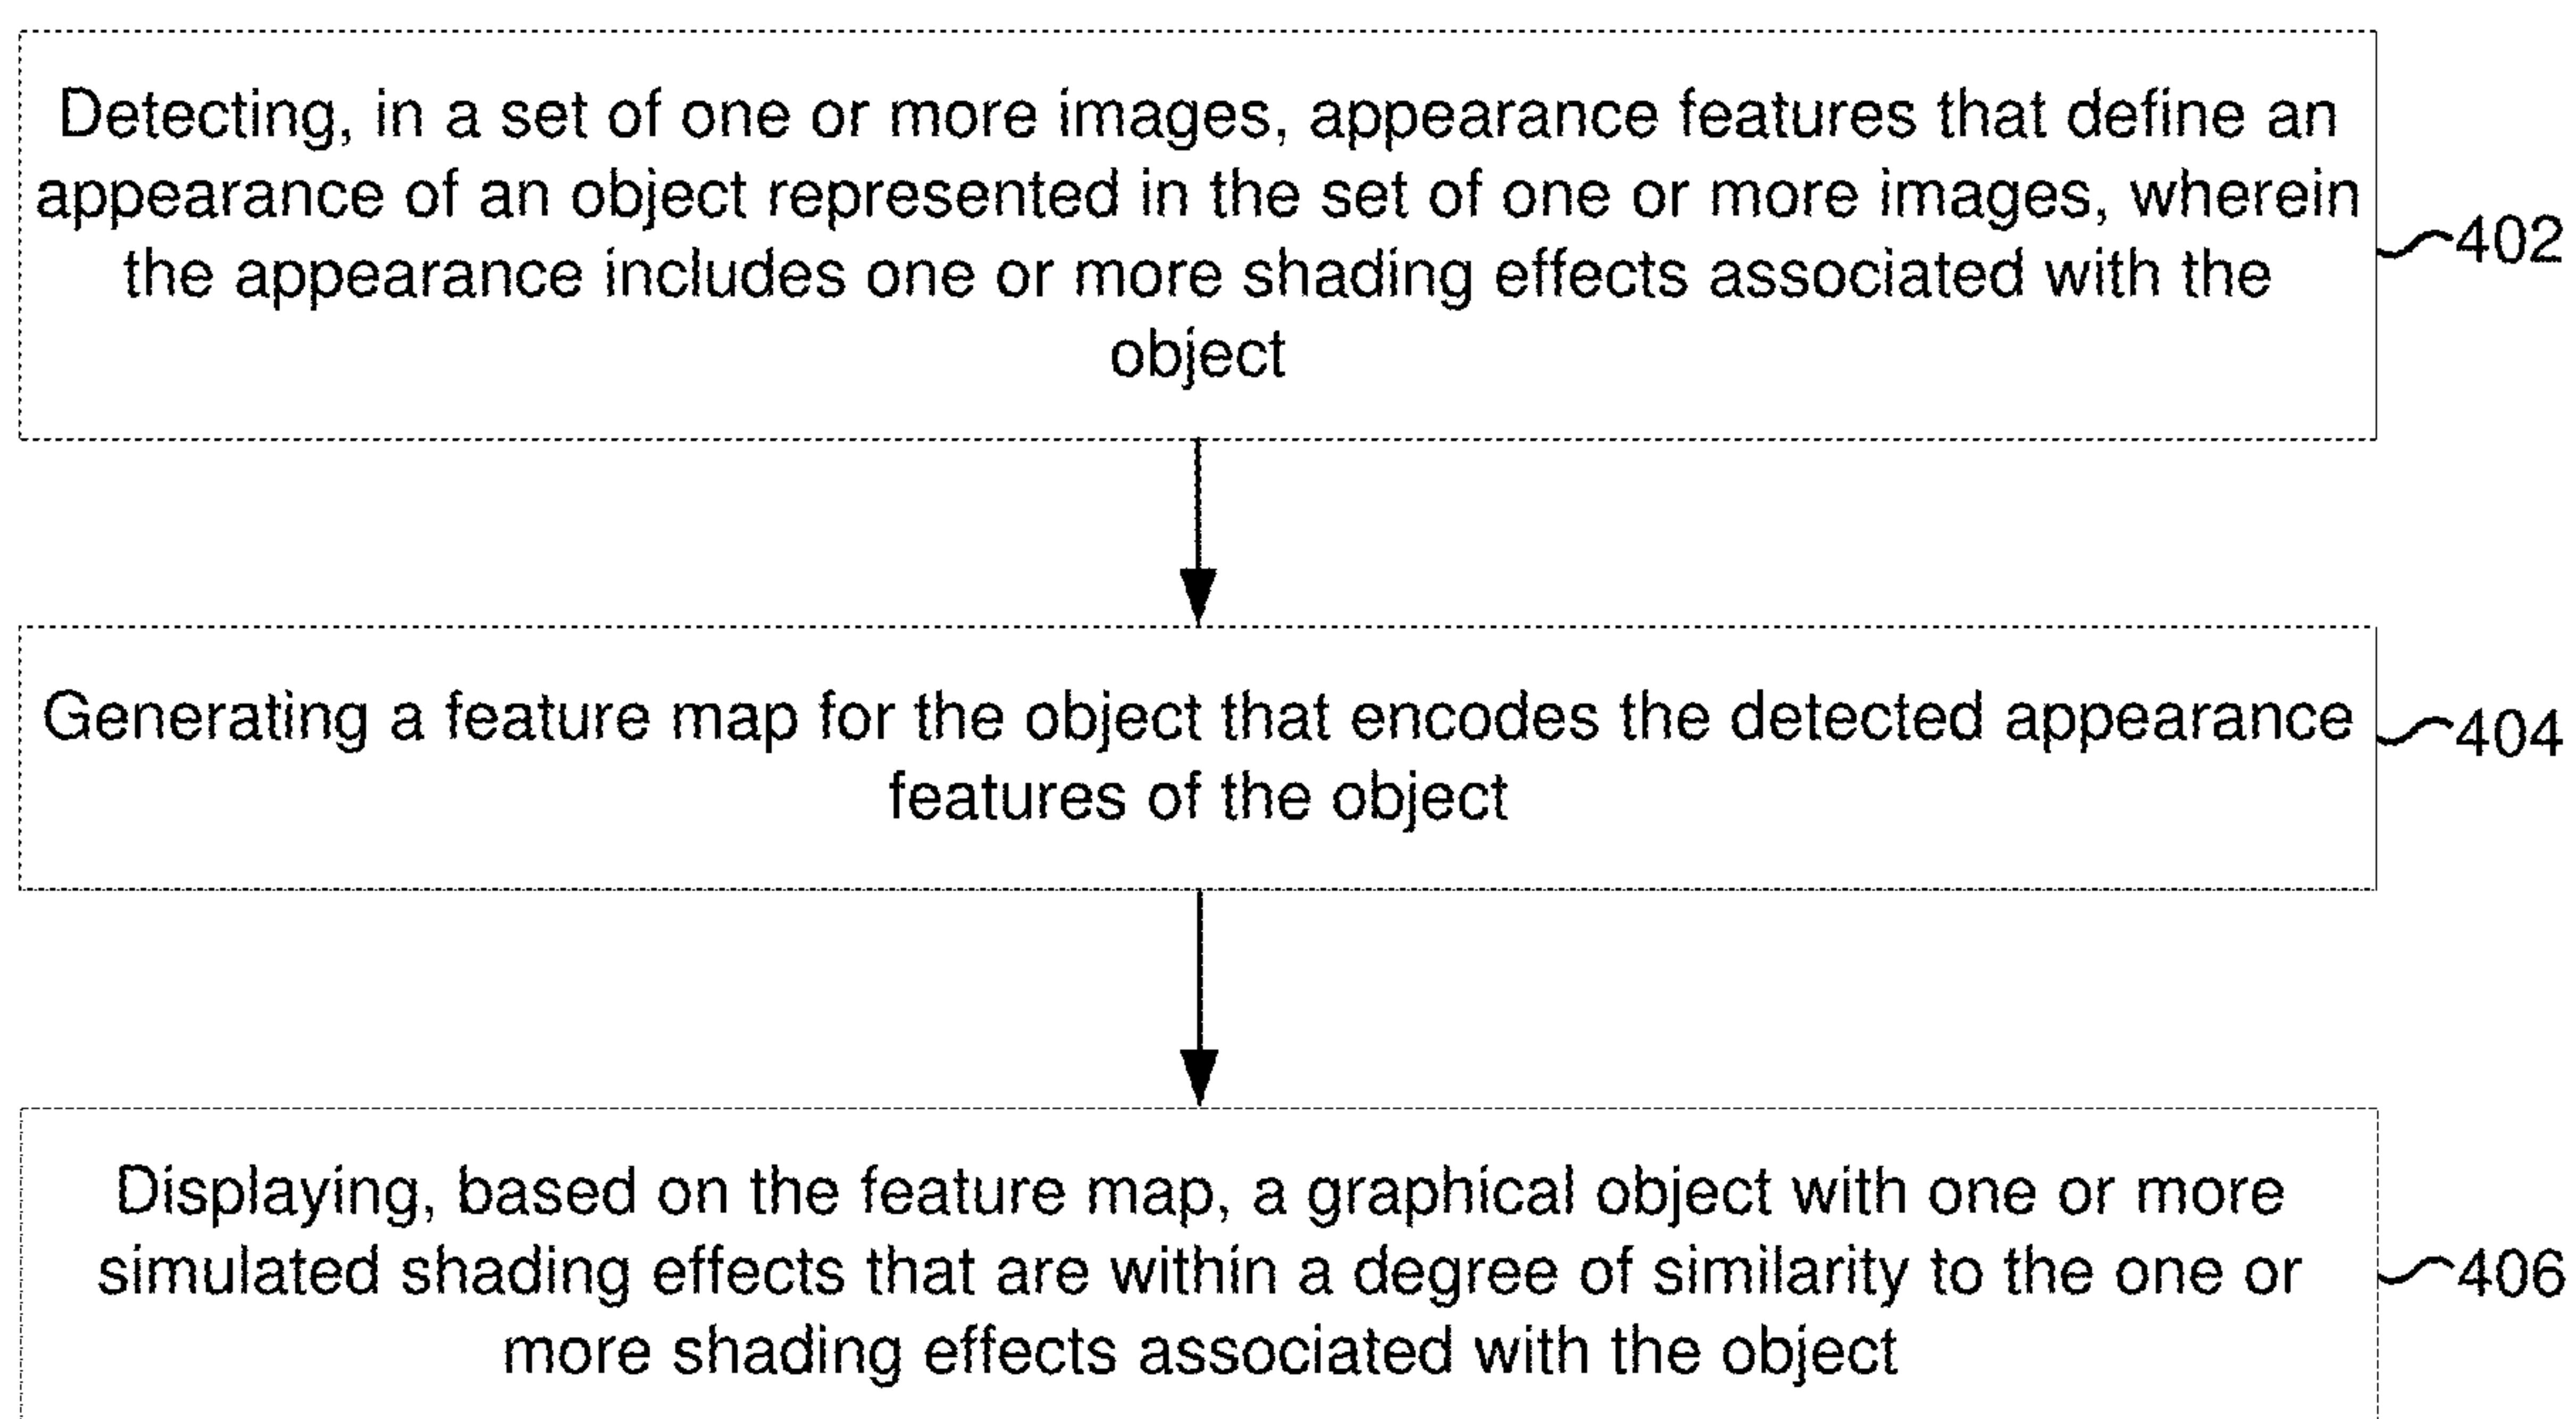 Detecting, in a set of one or more images, appearance features that define an
appearance of an object represented in the set of one or more images, wherein
the appearance includes one or more shading effects associated with the
object
402
Generating a feature map for the object that encodes the detected appearance
features of the object
404
Displaying, based on the feature map, a graphical object with one or more
simulated shading effects that are within a degree of similarity to the one or
more shading effects associated with the object
406